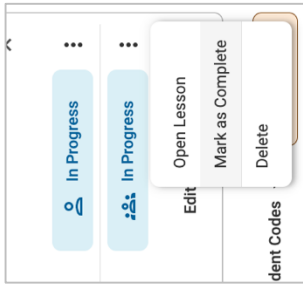 dent Codes
Edit
Open Lesson
Mark as Complete
Delete
In Progress
In Progress